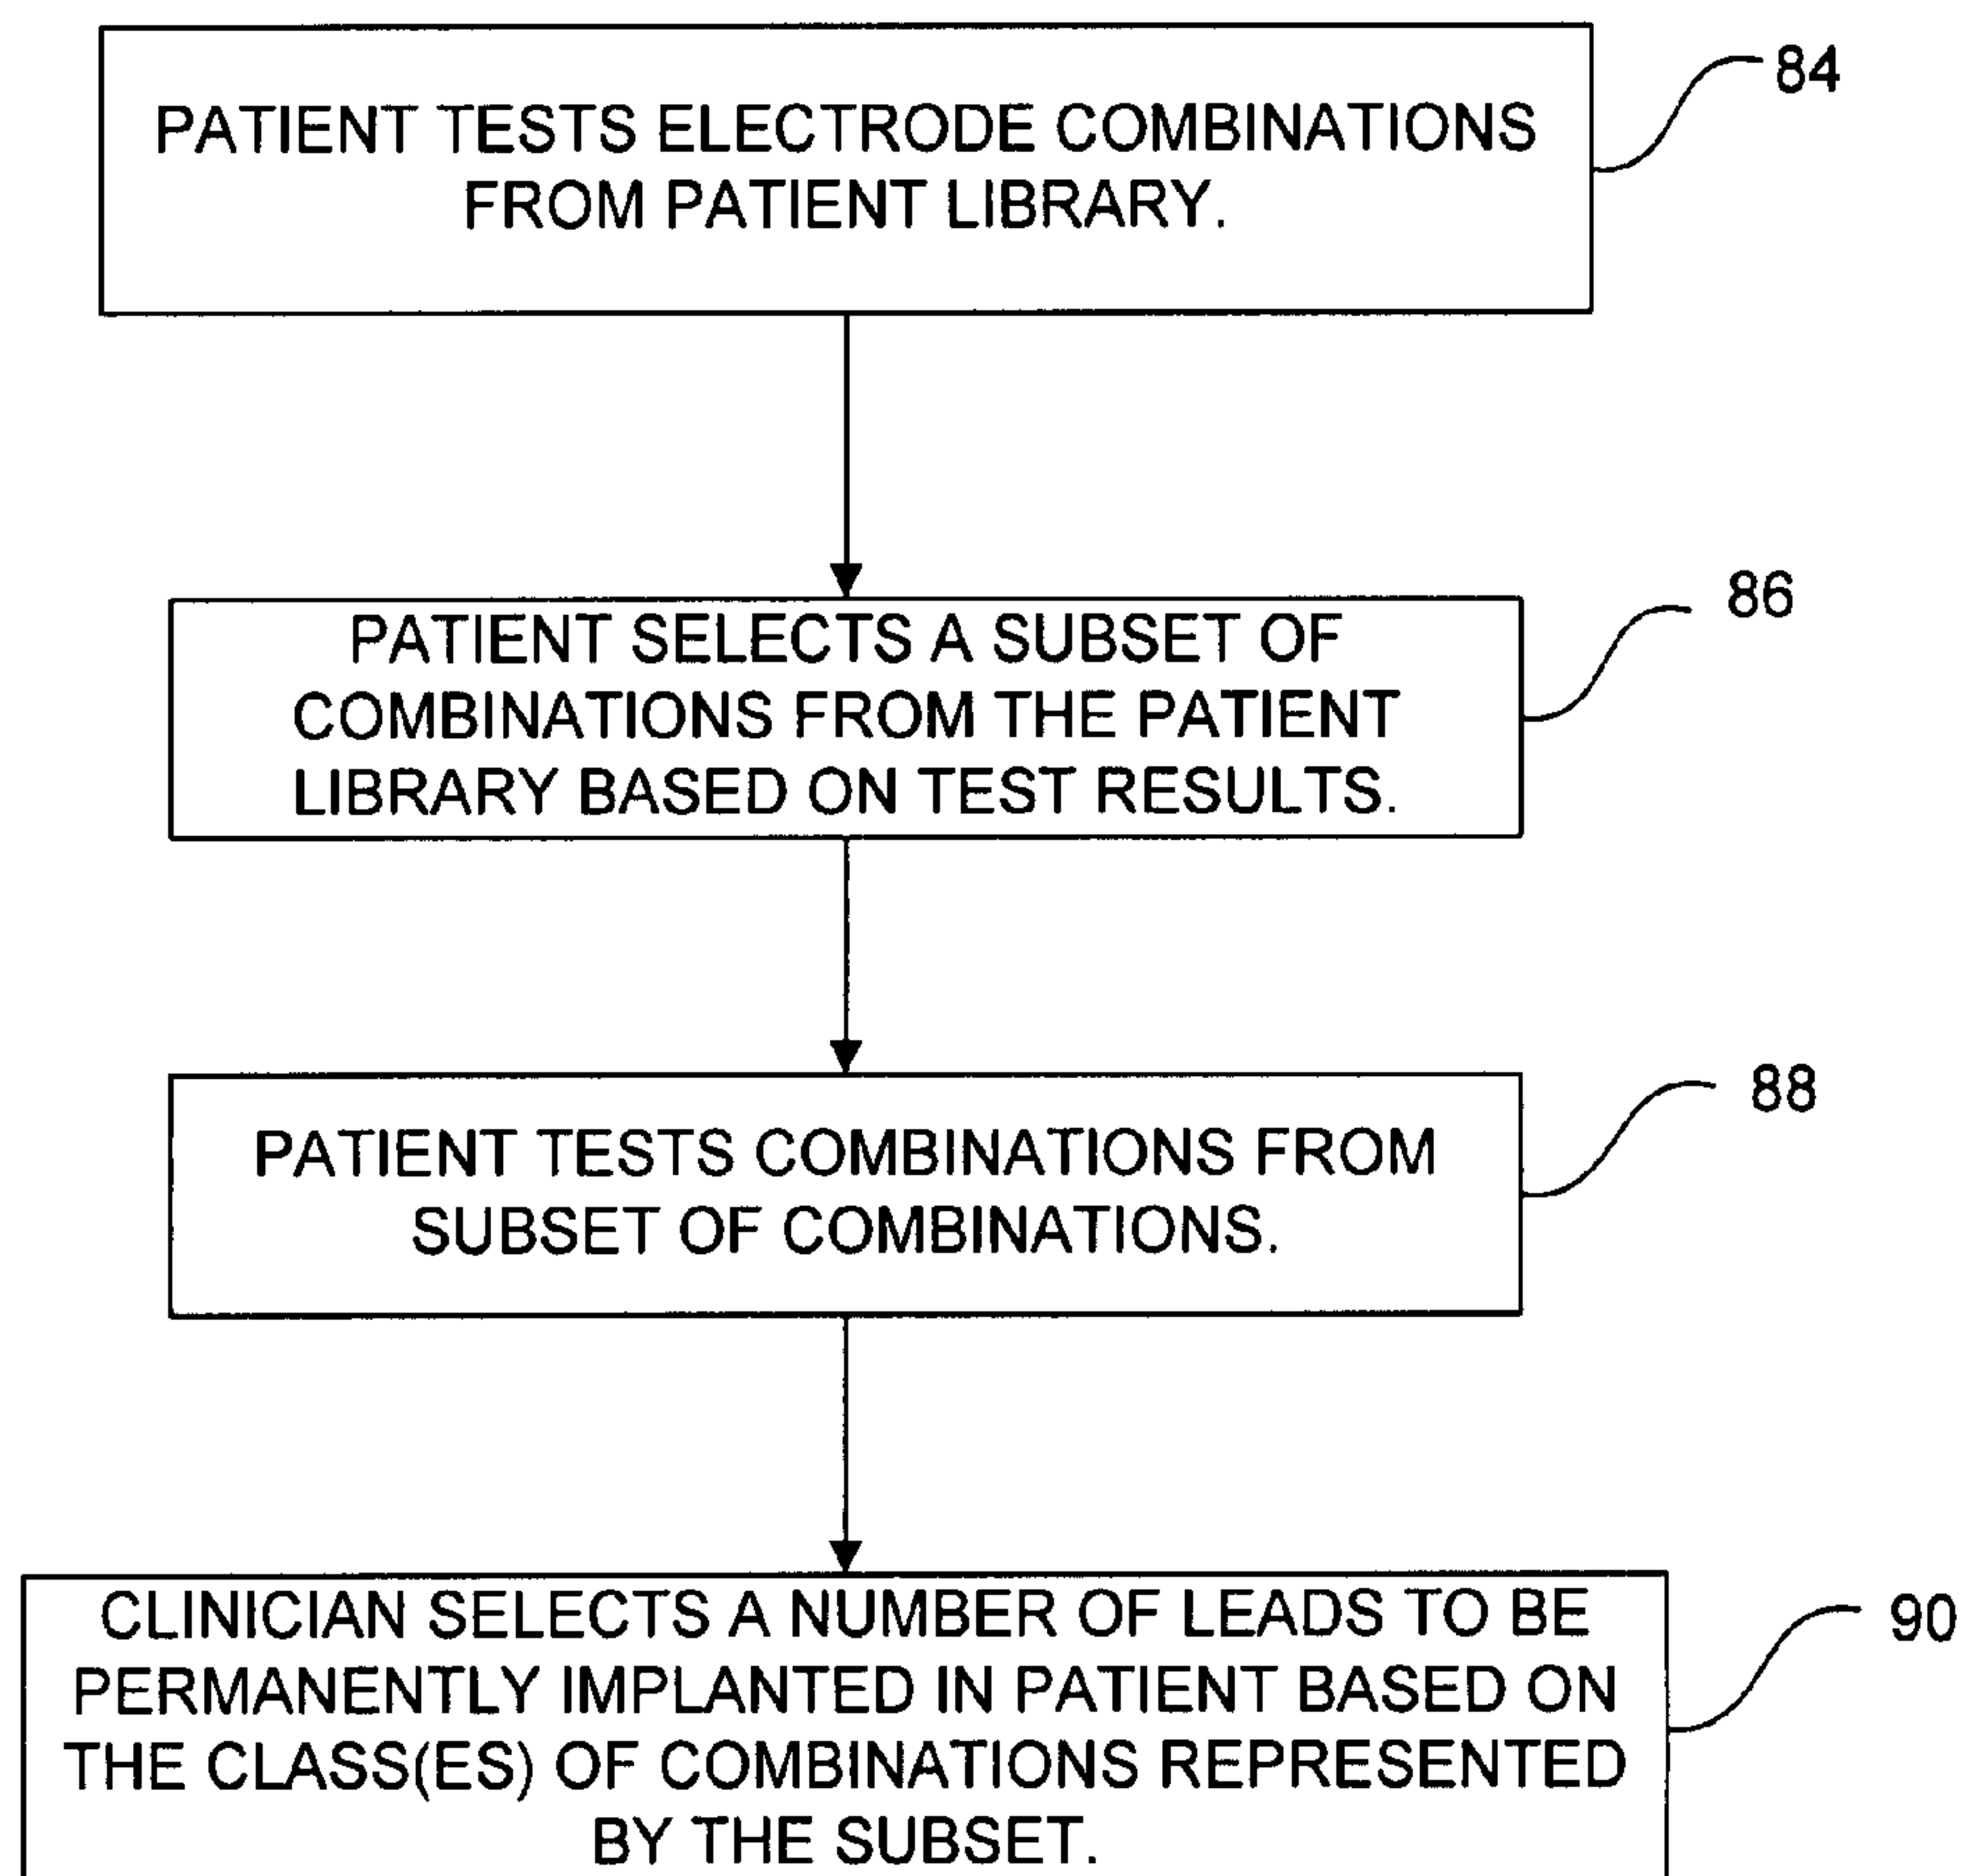 84
PATIENT TESTS ELECTRODE COMBINATIONS
FROM PATIENT LIBRARY.
86
PATIENT SELECTS A SUBSET OF
COMBINATIONS FROM THE PATIENT
LIBRARY BASED ON TEST RESULTS.
88
PATIENT TESTS COMBINATIONS FROM
SUBSET OF COMBINATIONS.
90
CLINICIAN SELECTS A NUMBER OF LEADS TO BE
PERMANENTLY IMPLANTED IN PATIENT BASED ON
THE CLASS(ES) OF COMBINATIONS REPRESENTED
BY THE SUBSET.